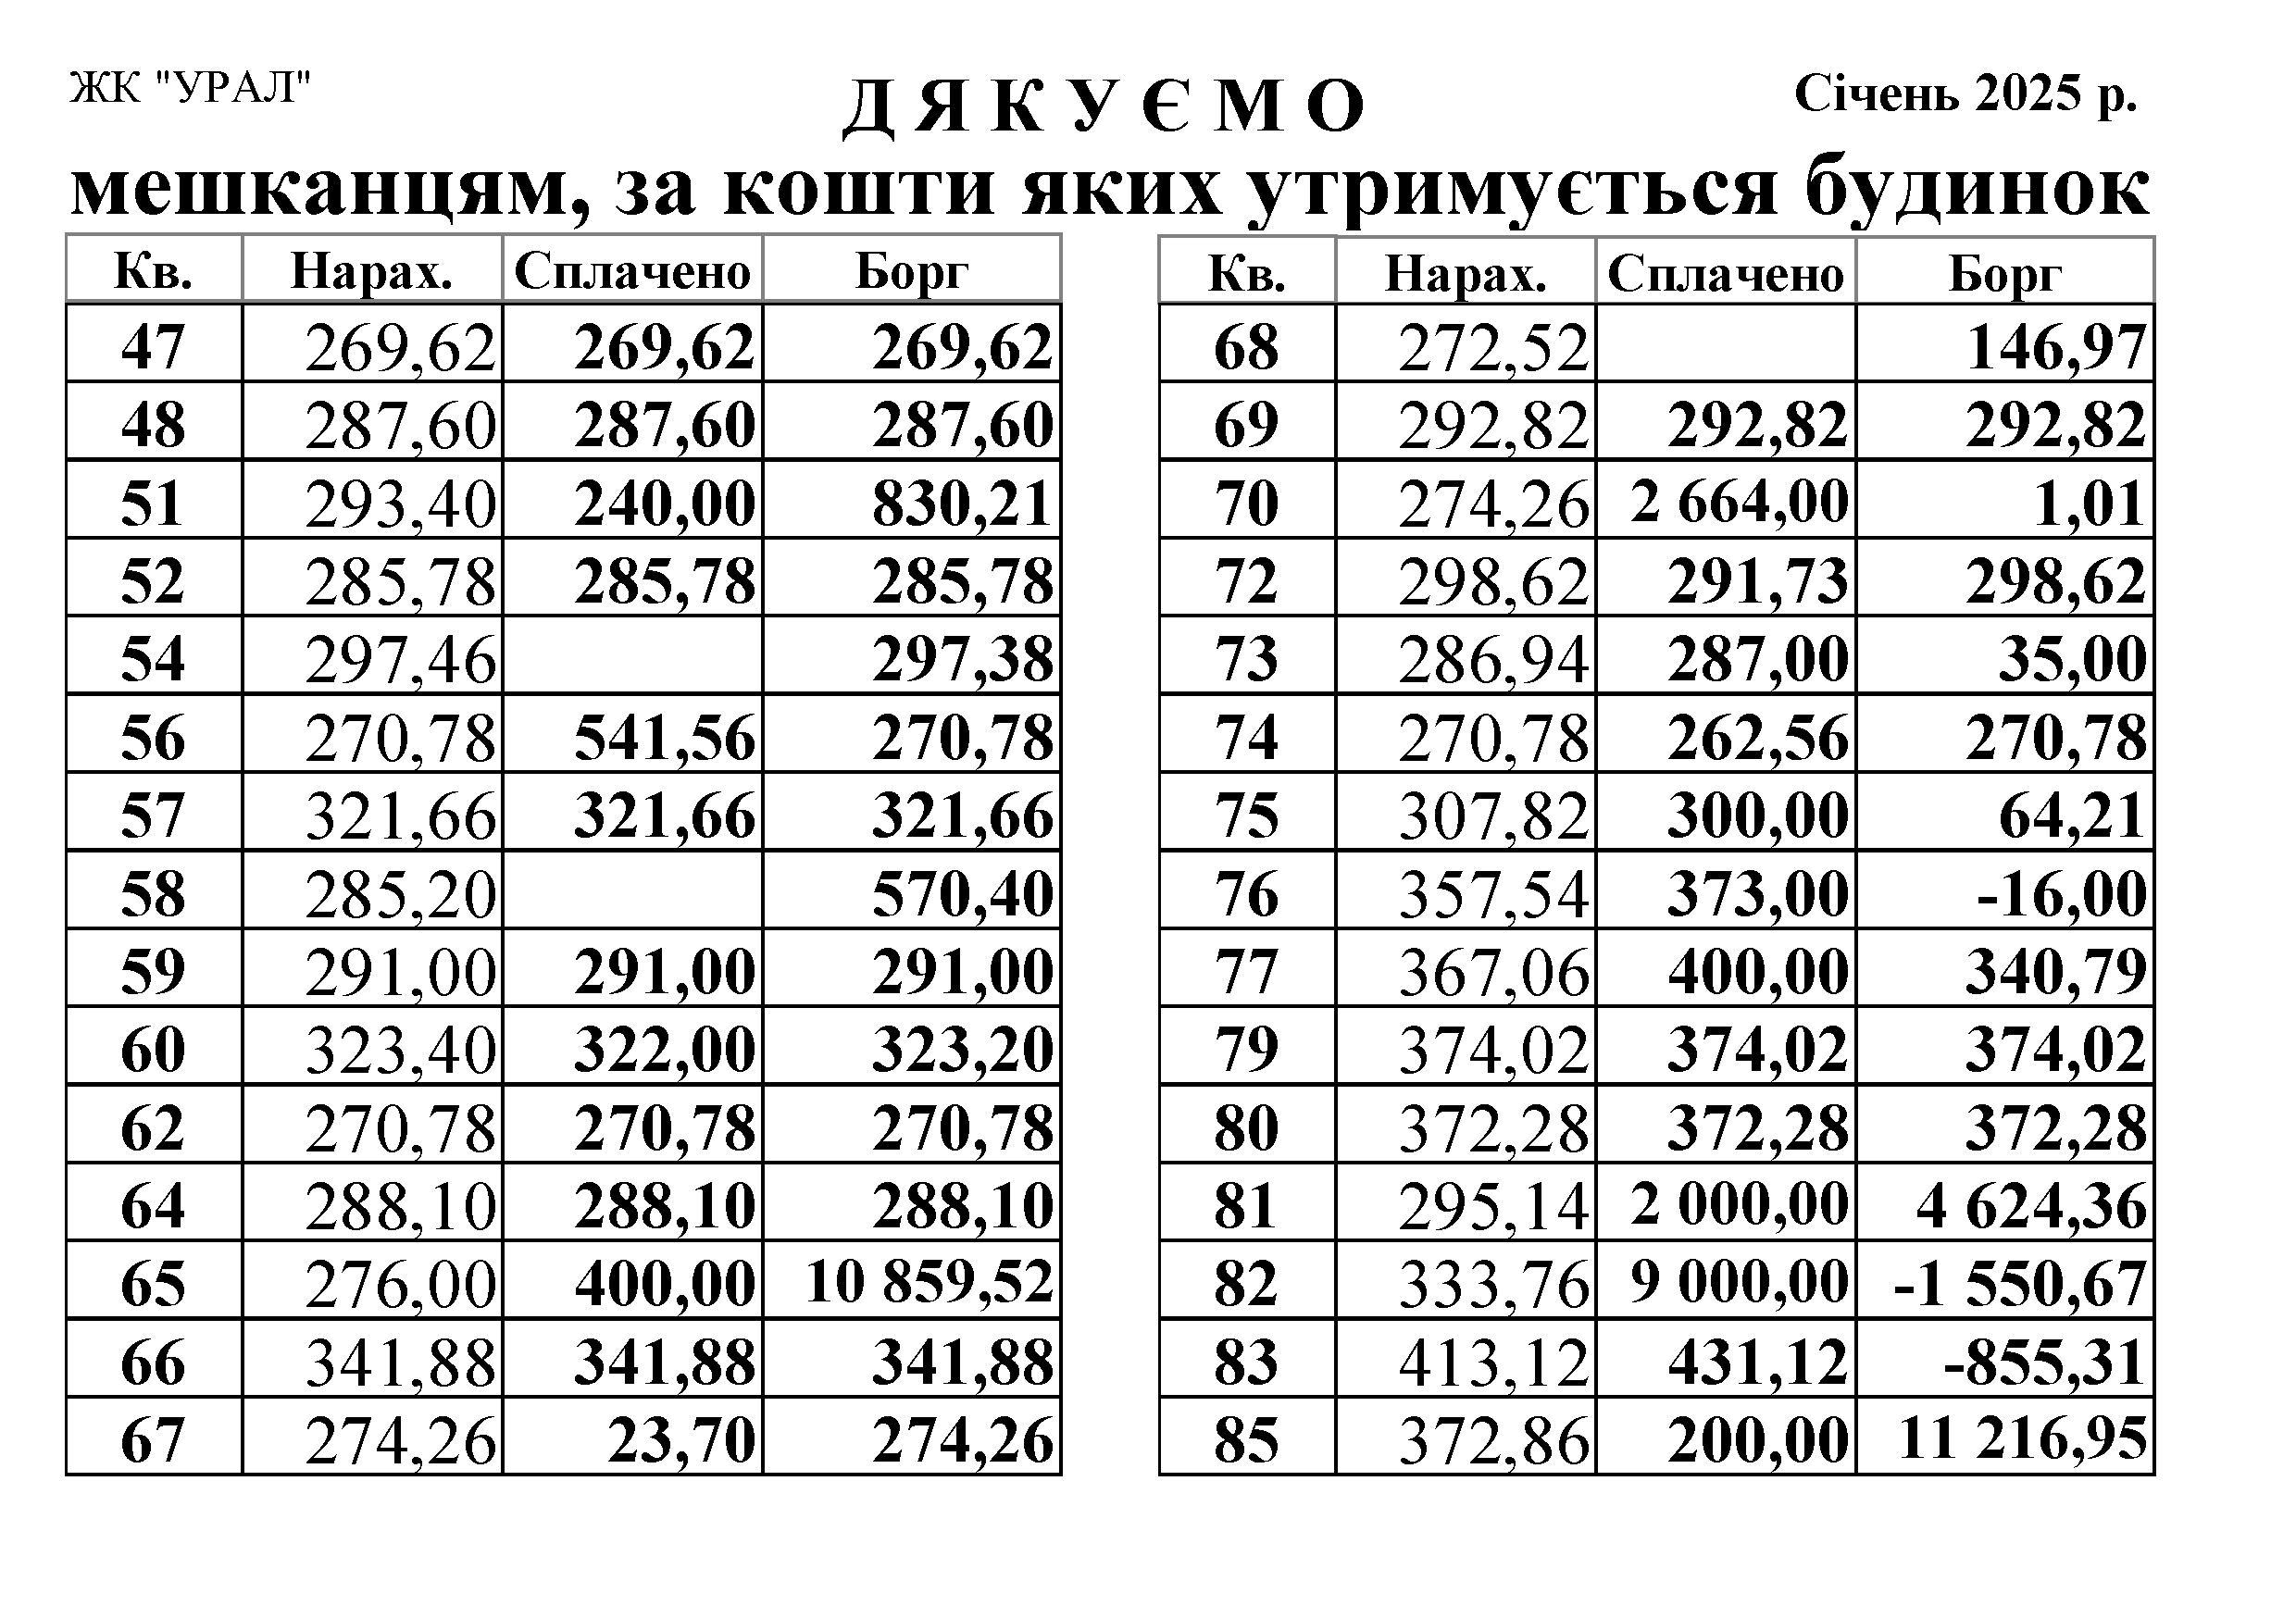 ЖК "УРАЛ"
Д Я К У Є М О
Січень 2025 р.
мешканцям, за кошти яких утримується будинок
Кв. Нарах. Сплачено Борг
47 269,62 269,62 269,62
48 287,60 287,60 287,60
51 293,40 240,00 830,21
52 285,78 285,78 285,78
54 297,46 297,38
56 270,78 541,56 270,78
57 321,66 321,66 321,66
58 285,20 570,40
59 291,00 291,00 291,00
60 323,40 322,00 323,20
62 270,78 270,78 270,78
64 288,10 288,10 288,10
65 276,00 400,00 10 859,52
66 341,88 341,88 341,88
67 274,26 23,70 274,26
Кв. Нарах. Сплачено Борг
68 272,52 146,97
69 292,82 292,82 292,82
70 274,26 2 664,00 1,01
72 298,62 291,73 298,62
73 286,94 287,00 35,00
74 270,78 262,56 270,78
75 307,82 300,00 64,21
76 357,54 373,00 -16,00
77 367,06 400,00 340,79
79 374,02 374,02 374,02
80 372,28 372,28 372,28
81 295,14 2 000,00 4 624,36
82 333,76 9 000,00 -1 550,67
83 413,12 431,12 -855,31
85 372,86 200,00 11 216,95